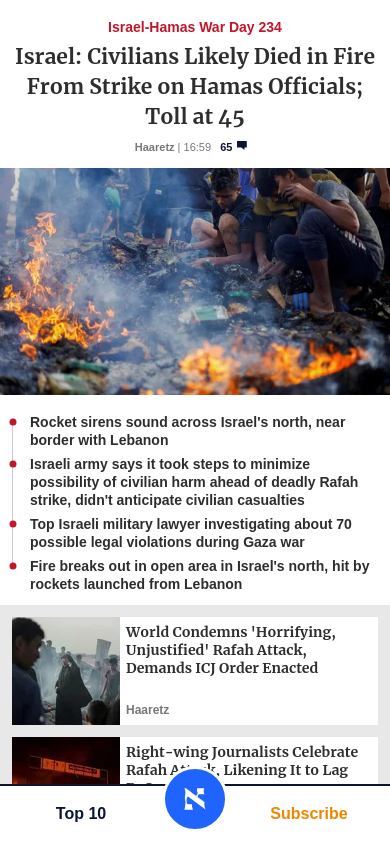 Israel-Hamas War Day 234
Israel: Civilians Likely Died in Fire
From Strike on Hamas Officials;
Toll at 45
Haaretz | 16:59 65
Rocket sirens sound across Israel's north, near
border with Lebanon
Israeli army says it took steps to minimize
possibility of civilian harm ahead of deadly Rafah
strike, didn't anticipate civilian casualties
Top Israeli military lawyer investigating about 70
possible legal violations during Gaza war
Fire breaks out in open area in Israel's north, hit by
rockets launched from Lebanon
World Condemns 'Horrifying,
Unjustified' Rafah Attack,
Demands ICJ Order Enacted
Haaretz
Right-wing Journalists Celebrate
Rafah Attack, Likening It to Lag
Top 10
Subscribe